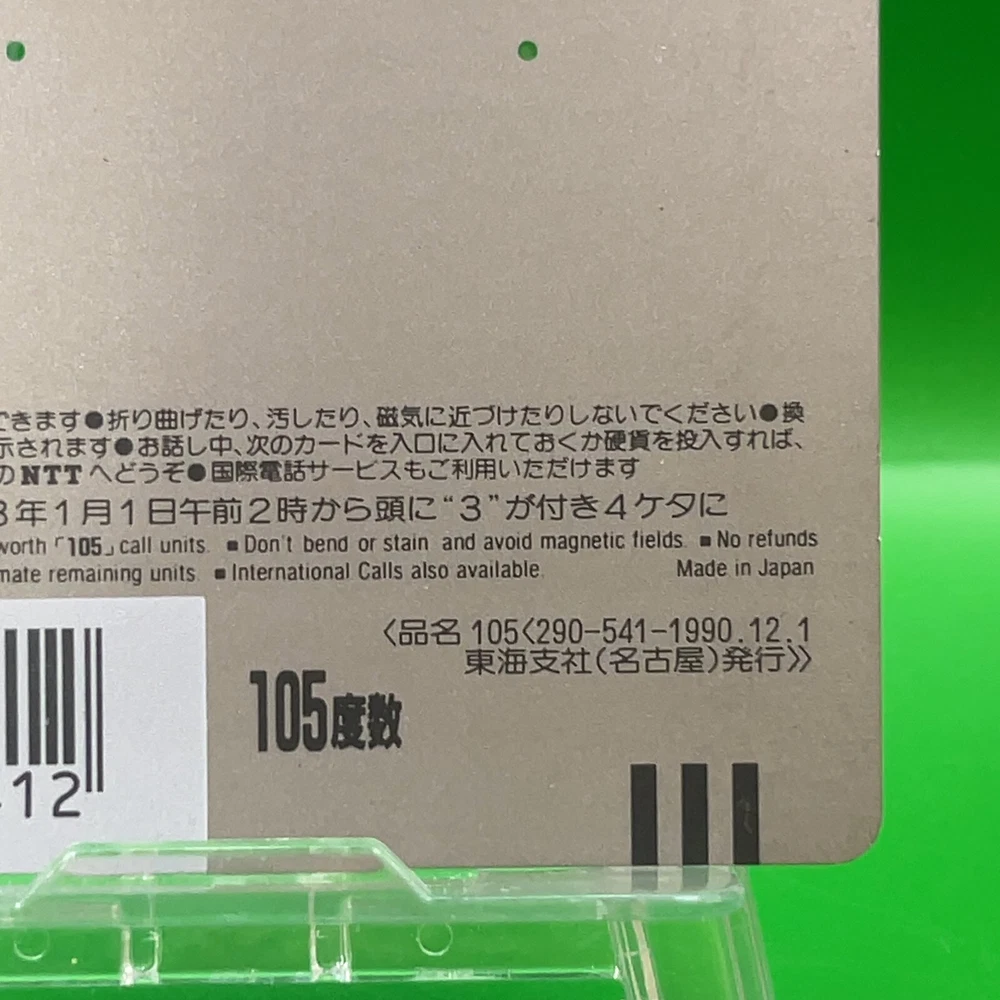 できます●折り曲げたり、汚したり、磁気に近づけたりしないでください●換
示されます●お話し中、次のカードを入口に入れておくか硬貨を投入すれば、
のNTTへどうぞ●国際電話サービスもご利用いただけます
3年1月1日午前2時から頭に“3”が付き4ケタに
worth「105」call units. ■Don't bend or stain and avoid magnetic fields. ■No refunds
mate remaining units. ■International Calls also available. Made in Japan
〈品名 105〈290-541-1990.12.1
東海支社(名古屋)発行〉〉
105度数
12